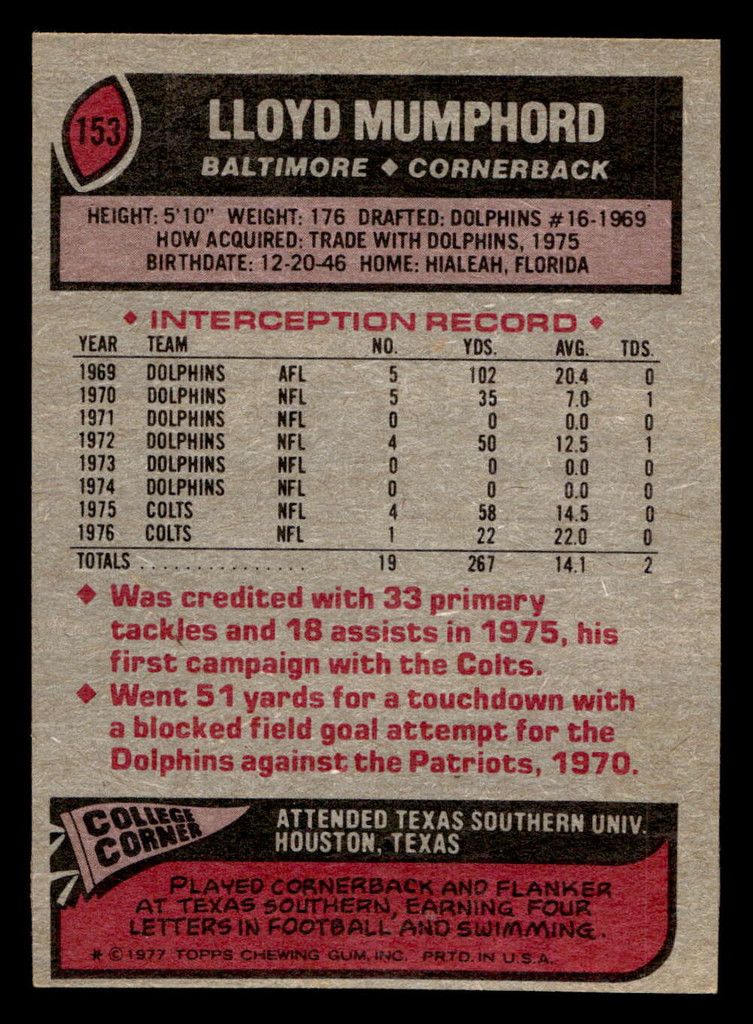 153
LLOYD MUMPHORD
BALTIMORE ◆ CORNERBACK
HEIGHT: 5'10" WEIGHT: 176 DRAFTED: DOLPHINS #16-1969
HOW ACQUIRED: TRADE WITH DOLPHINS, 1975
BIRTHDATE: 12-20-46 HOME: HIALEAH, FLORIDA
◆ INTERCEPTION RECORD ◆
YEAR TEAM NO. YDS. AVG. TDS.
1969 DOLPHINS AFL 5 102 20.4 0
1970 DOLPHINS NFL 5 35 7.0 1
1971 DOLPHINS NFL 0 0 0.0 0
1972 DOLPHINS NFL 4 50 12.5 1
1973 DOLPHINS NFL 0 0 0.0 0
1974 DOLPHINS NFL 0 0 0.0 0
1975 COLTS NFL 4 58 14.5 0
1976 COLTS NFL 1 22 22.0 0
TOTALS . . . . . . . . . . . . . . . 19 267 14.1 2
◆ Was credited with 33 primary
tackles and 18 assists in 1975, his
first campaign with the Colts.
◆ Went 51 yards for a touchdown with
a blocked field goal attempt for the
Dolphins against the Patriots, 1970.
COLLEGE
CORNER
ATTENDED TEXAS SOUTHERN UNIV.
HOUSTON, TEXAS
PLAYED CORNERBACK AND FLANKER
AT TEXAS SOUTHERN, EARNING FOUR
LETTERS IN FOOTBALL AND SWIMMING.
* © 1977 TOPPS CHEWING GUM, INC. PRTD. IN U.S.A.